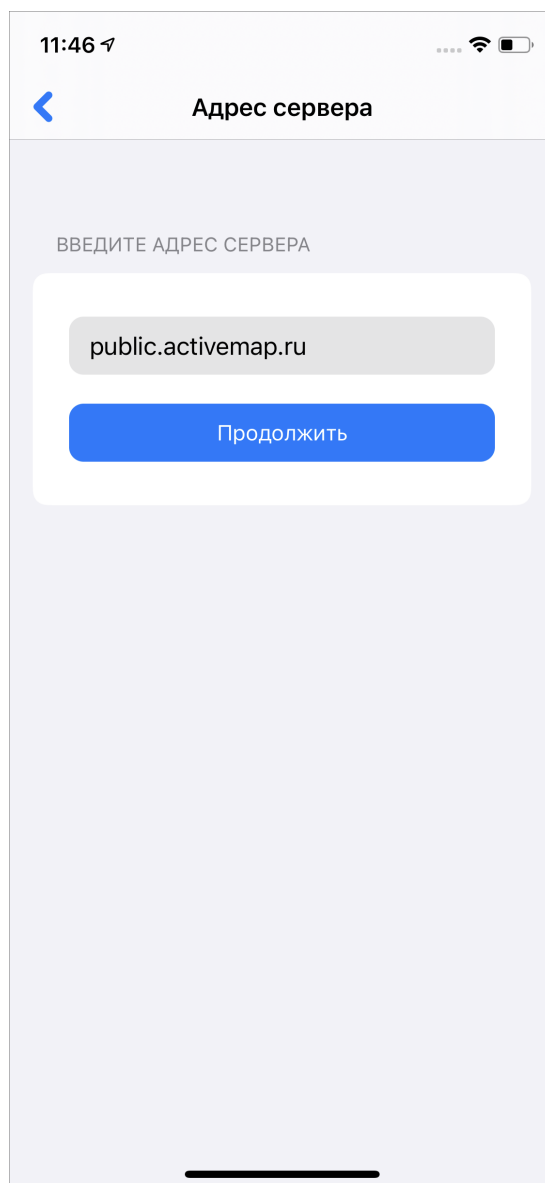 11:46
Адрес сервера
ВВЕДИТЕ АДРЕС СЕРВЕРА
public.activemap.ru
Продолжить